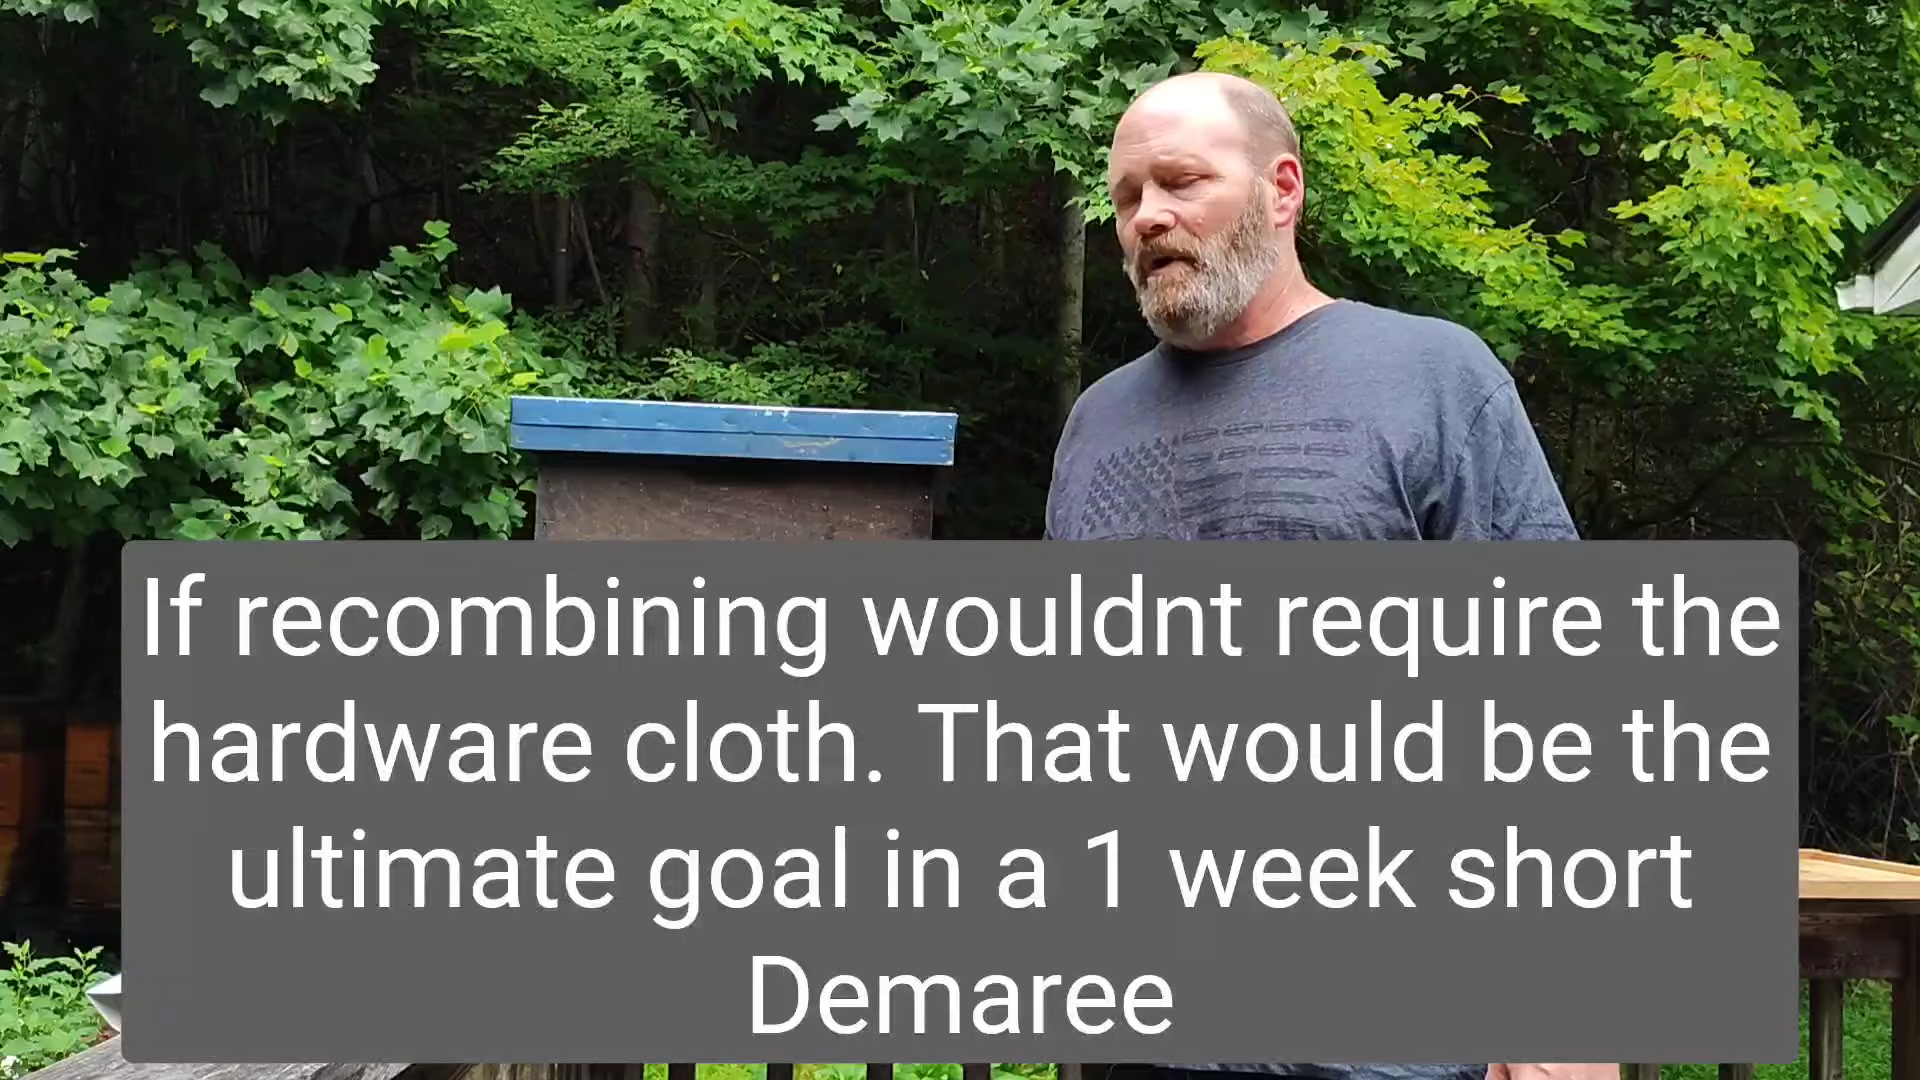 If recombining wouldnt require the
hardware cloth. That would be the
ultimate goal in a 1 week short
Demaree